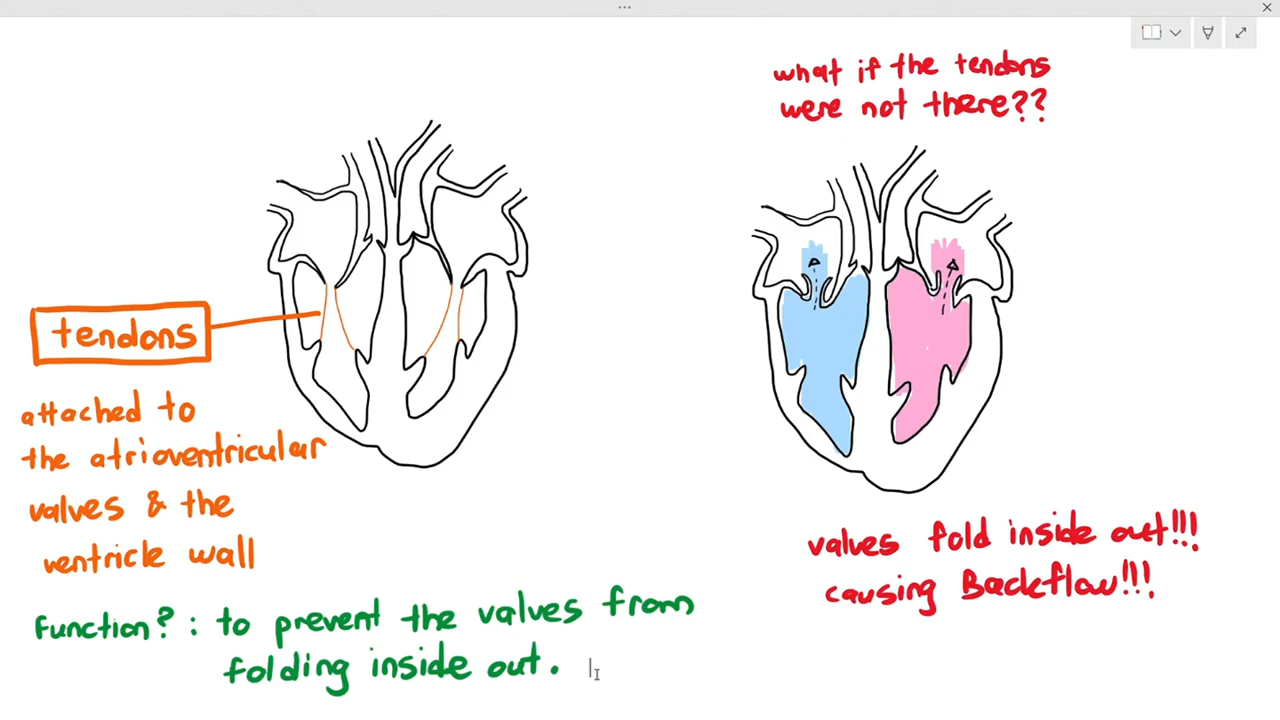 what if the tendons
were not there??
tendons
attached to
the atrioventricular
valves & the
ventricle wall
valves fold inside out!!!
causing Backflow!!!
Function? : to prevent the valves from
folding inside out.